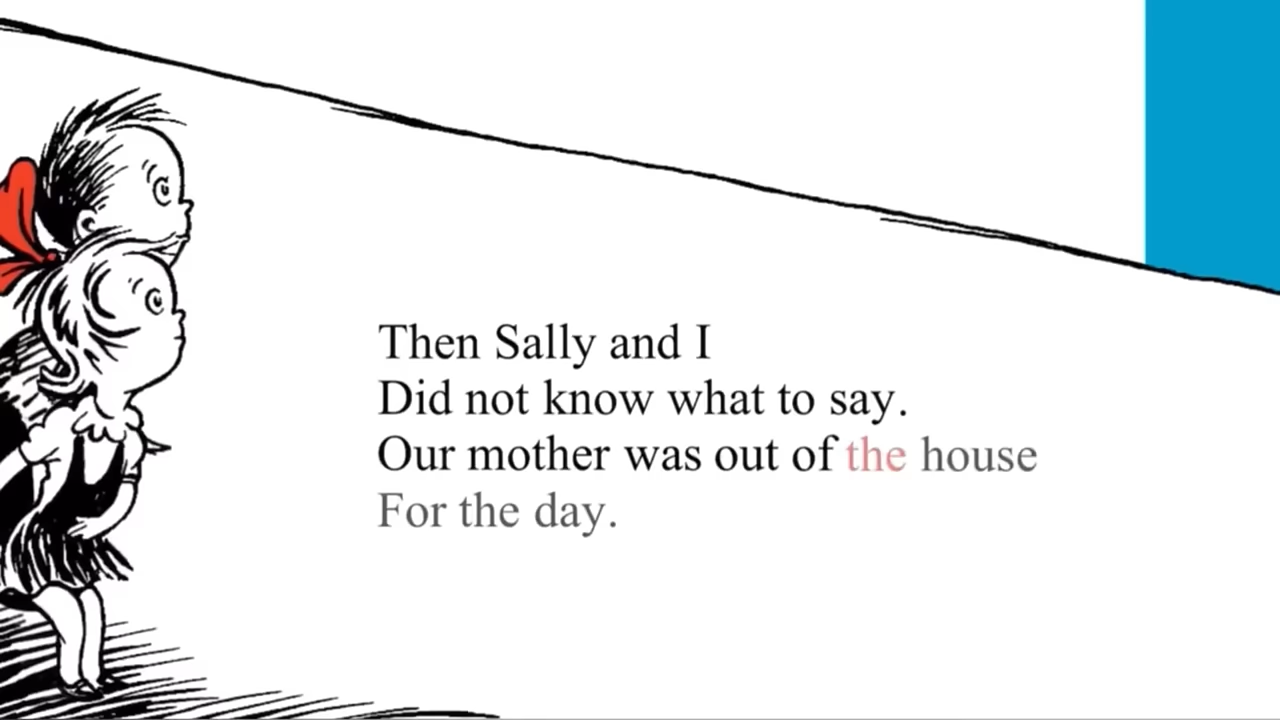 Then Sally and I
Did not know what to say.
Our mother was out of the house
For the day.